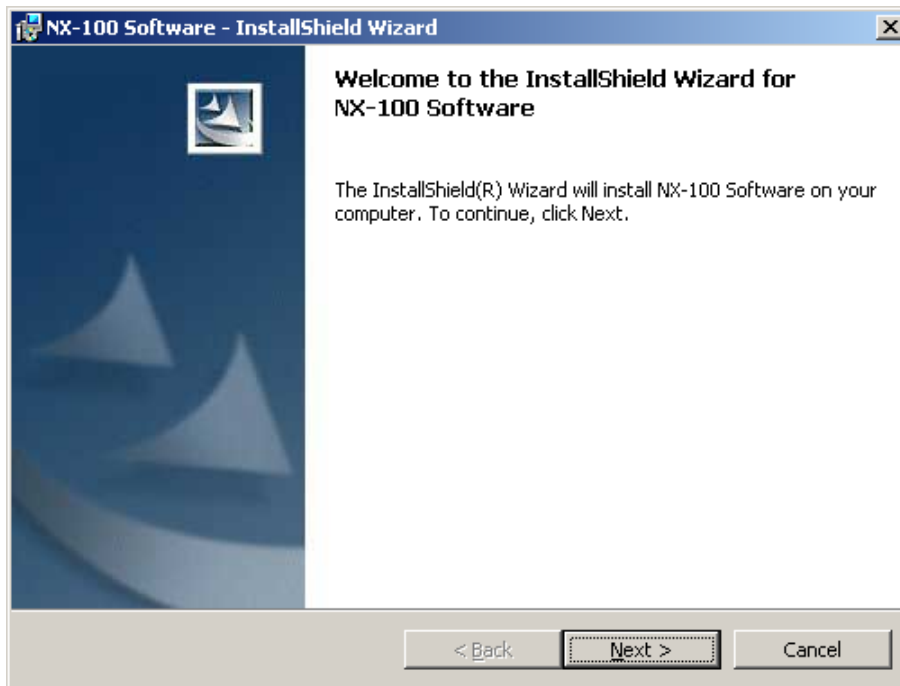 NX-100 Software - InstallShield Wizard
Welcome to the InstallShield Wizard for
NX-100 Software
The InstallShield(R) Wizard will install NX-100 Software on your
computer. To continue, click Next.
< Back
Next >
Cancel